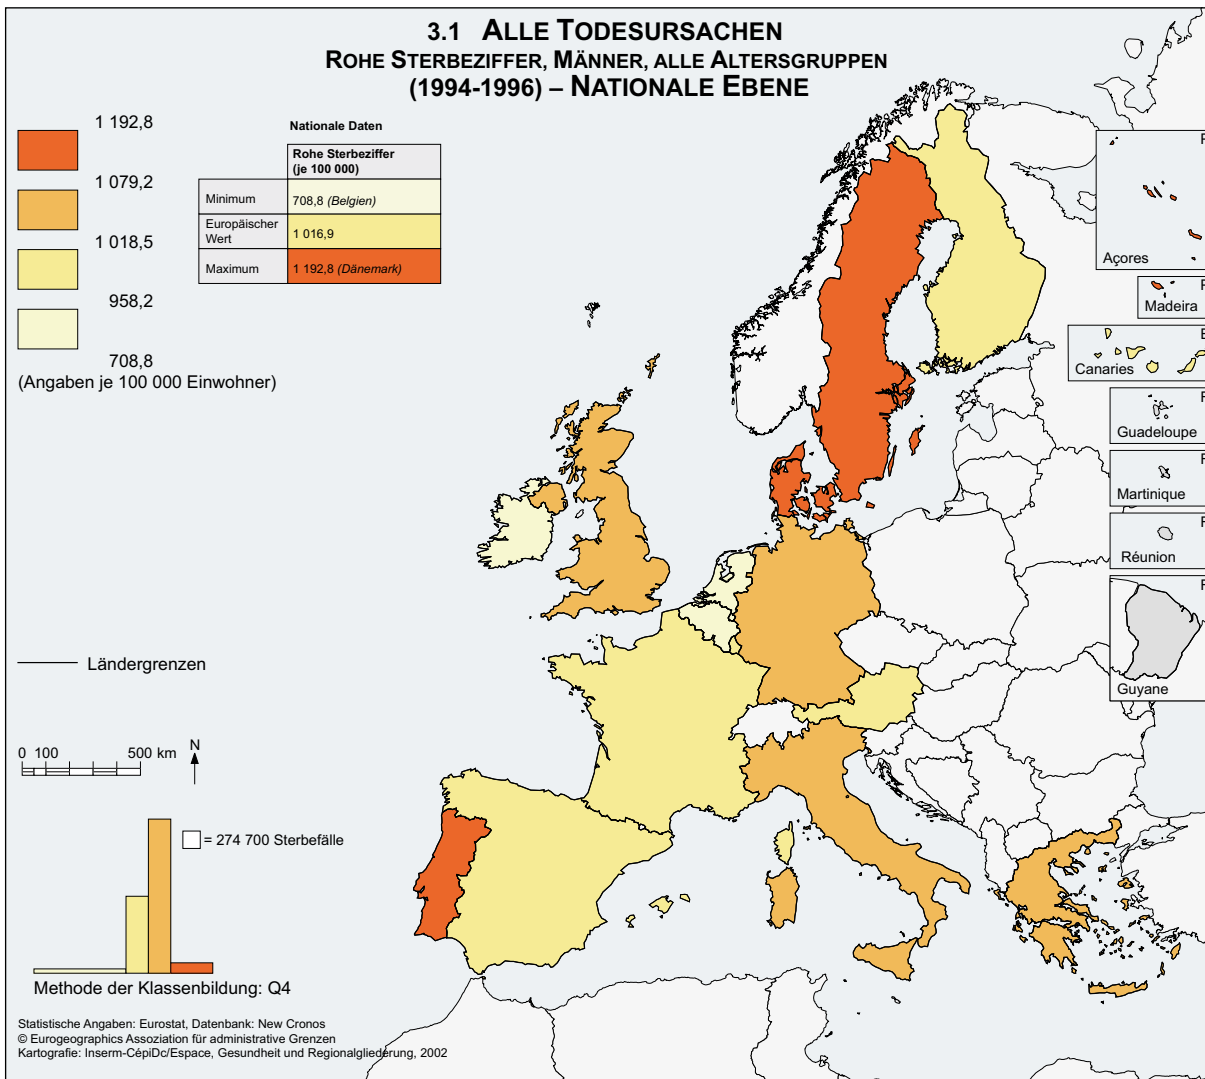 3.1 ALLE TODESURSACHEN
ROHE STERBEZIFFER, MÄNNER, ALLE ALTERSGRUPPEN
(1994-1996) – NATIONALE EBENE
1 192,8
1 079,2
1 018,5
958,2
708,8
(Angaben je 100 000 Einwohner)
Nationale Daten
Rohe Sterbeziffer
(je 100 000)
Minimum 708,8 (Belgien)
Europäischer
Wert 1 016,9
Maximum 1 192,8 (Dänemark)
Açores
Madeira
Canaries
Guadeloupe
Martinique
Réunion
Guyane
Ländergrenzen
0 100 500 km N
= 274 700 Sterbefälle
Methode der Klassenbildung: Q4
Statistische Angaben: Eurostat, Datenbank: New Cronos
© Eurogeographics Assoziation für administrative Grenzen
Kartografie: Inserm-CépiDc/Espace, Gesundheit und Regionalgliederung, 2002